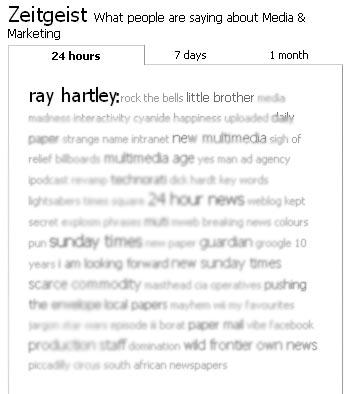 Zeitgeist What people are saying about Media &
Marketing
24 hours 7 days 1 month
ray hartley: rock the bells little brother media
madness interactivity cyanide happiness uploaded daily
paper strange name intranet new multimedia sigh of
relief billboards multimedia age yes man ad agency
ipodcast revamp technorati dick hardt key words
lightsabers times square 24 hour news weblog kept
secret explosm phrases multi mweb breaking news colours
pun sunday times new paper guardian groogle 10
years i am looking forward new sunday times
scarce commodity masthead cia operatives pushing
the envelope local papers mayhem wii my favourites
jargon star wars episode iii borat paper mail vibe facebook
production staff domination wild frontier own news
piccadilly circus south african newspapers